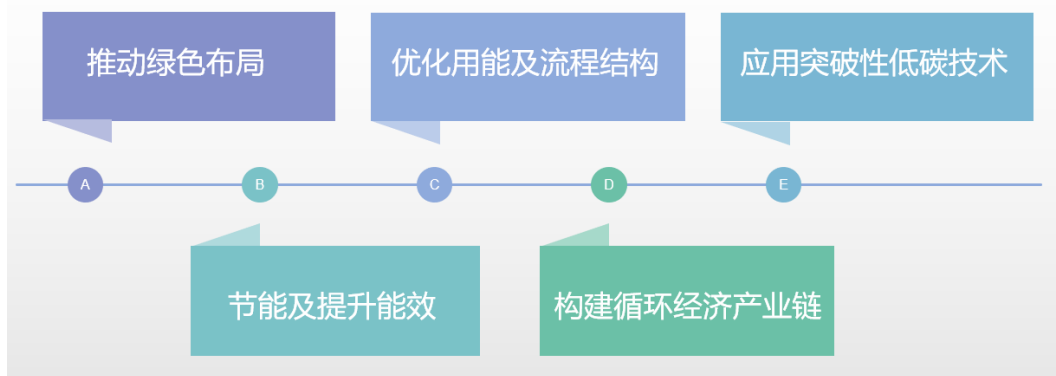 推动绿色布局
优化用能及流程结构
应用突破性低碳技术
A
B
C
D
E
节能及提升能效
构建循环经济产业链